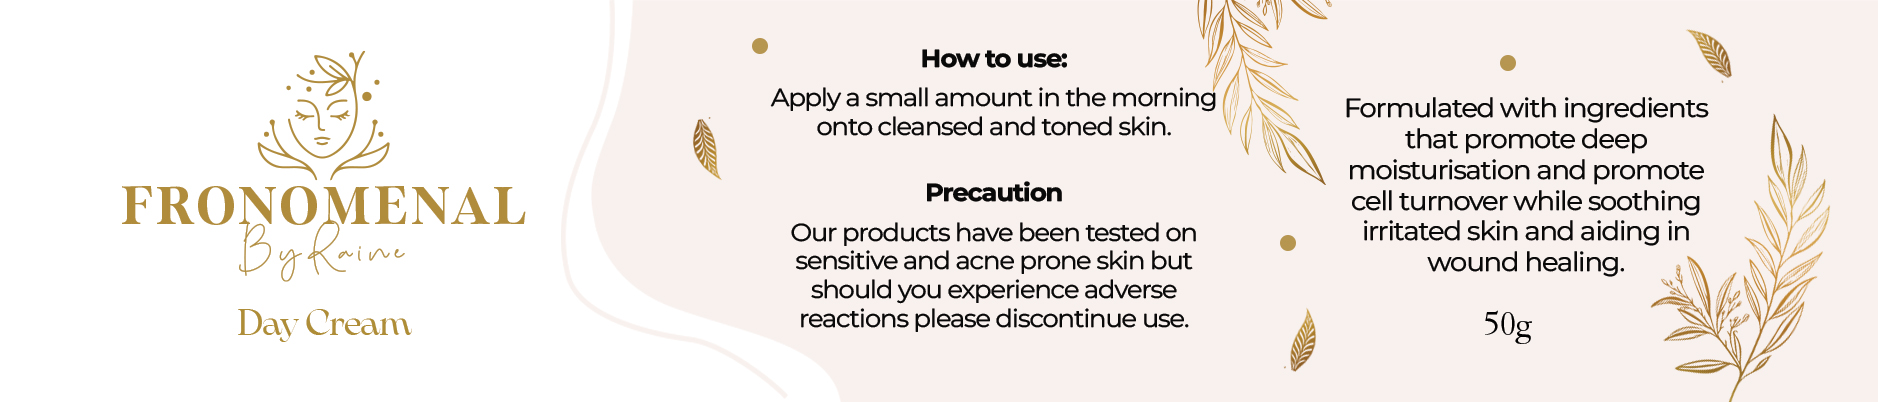 FRONOMENAL
By Raine
Day Cream
How to use:
Apply a small amount in the morning
onto cleansed and toned skin.
Precaution
Our products have been tested on
sensitive and acne prone skin but
should you experience adverse
reactions please discontinue use.
Formulated with ingredients
that promote deep
moisturisation and promote
cell turnover while soothing
irritated skin and aiding in
wound healing.
50g